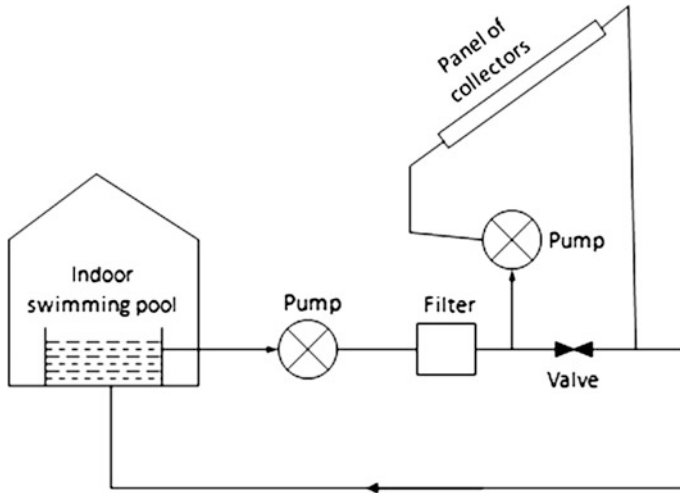 Panel of
collectors
Pump
Indoor
swimming pool
Pump
Filter
Valve